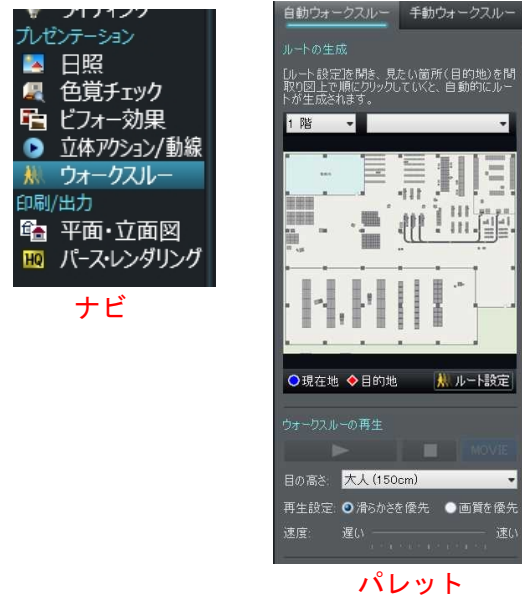 ライティング
プレゼンテーション
日照
色覚チェック
ビフォー効果
立体アクション/動線
ウォークスルー
印刷/出力
平面・立面図
HQ パース・レンダリング
ナビ
自動ウォークスルー 手動ウォークスルー
ルートの生成
[ルート設定]を開き、見たい箇所(目的地)を間
取り図上で順にクリックしていくと、自動的にルー
トが生成されます。
1 階
現在地 目的地 ルート設定
ウォークスルーの再生
MOVIE
目の高さ: 大人(150cm)
再生設定: 滑らかさを優先 画質を優先
速度: 遅い 速い
パレット